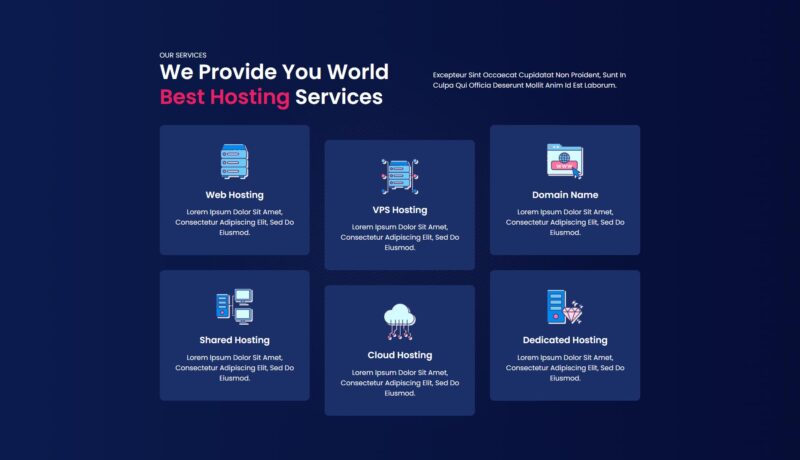 OUR SERVICES
We Provide You World
Best Hosting Services
Excepteur Sint Occaecat Cupidatat Non Proident, Sunt In
Culpa Qui Officia Deserunt Mollit Anim Id Est Laborum.
Web Hosting
Lorem Ipsum Dolor Sit Amet,
Consectetur Adipiscing Elit, Sed Do
Eiusmod.
VPS Hosting
Lorem Ipsum Dolor Sit Amet,
Consectetur Adipiscing Elit, Sed Do
Eiusmod.
WWW
Domain Name
Lorem Ipsum Dolor Sit Amet,
Consectetur Adipiscing Elit, Sed Do
Eiusmod.
Shared Hosting
Lorem Ipsum Dolor Sit Amet,
Consectetur Adipiscing Elit, Sed Do
Eiusmod.
Cloud Hosting
Lorem Ipsum Dolor Sit Amet,
Consectetur Adipiscing Elit, Sed Do
Eiusmod.
Dedicated Hosting
Lorem Ipsum Dolor Sit Amet,
Consectetur Adipiscing Elit, Sed Do
Eiusmod.